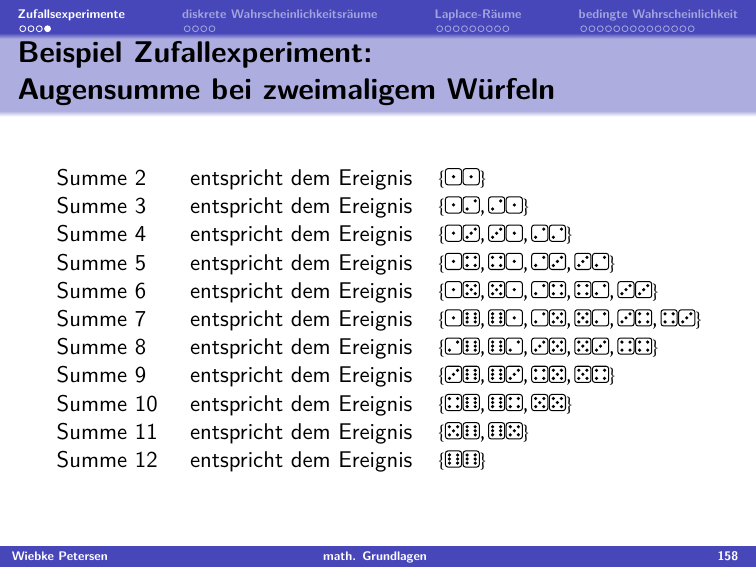 Zufallsexperimente diskrete Wahrscheinlichkeitsräume Laplace-Räume bedingte Wahrscheinlichkeit
Beispiel Zufallexperiment:
Augensumme bei zweimaligem Würfeln
Summe 2 entspricht dem Ereignis {⚀⚀}
Summe 3 entspricht dem Ereignis {⚀⚁, ⚁⚀}
Summe 4 entspricht dem Ereignis {⚀⚂, ⚂⚀, ⚁⚁}
Summe 5 entspricht dem Ereignis {⚀⚃, ⚃⚀, ⚁⚂, ⚂⚁}
Summe 6 entspricht dem Ereignis {⚀⚄, ⚄⚀, ⚁⚃, ⚃⚁, ⚂⚂}
Summe 7 entspricht dem Ereignis {⚀⚅, ⚅⚀, ⚁⚄, ⚄⚁, ⚂⚃, ⚃⚂}
Summe 8 entspricht dem Ereignis {⚁⚅, ⚅⚁, ⚂⚄, ⚄⚂, ⚃⚃}
Summe 9 entspricht dem Ereignis {⚂⚅, ⚅⚂, ⚃⚄, ⚄⚃}
Summe 10 entspricht dem Ereignis {⚃⚅, ⚅⚃, ⚄⚄}
Summe 11 entspricht dem Ereignis {⚄⚅, ⚅⚄}
Summe 12 entspricht dem Ereignis {⚅⚅}
Wiebke Petersen math. Grundlagen 158